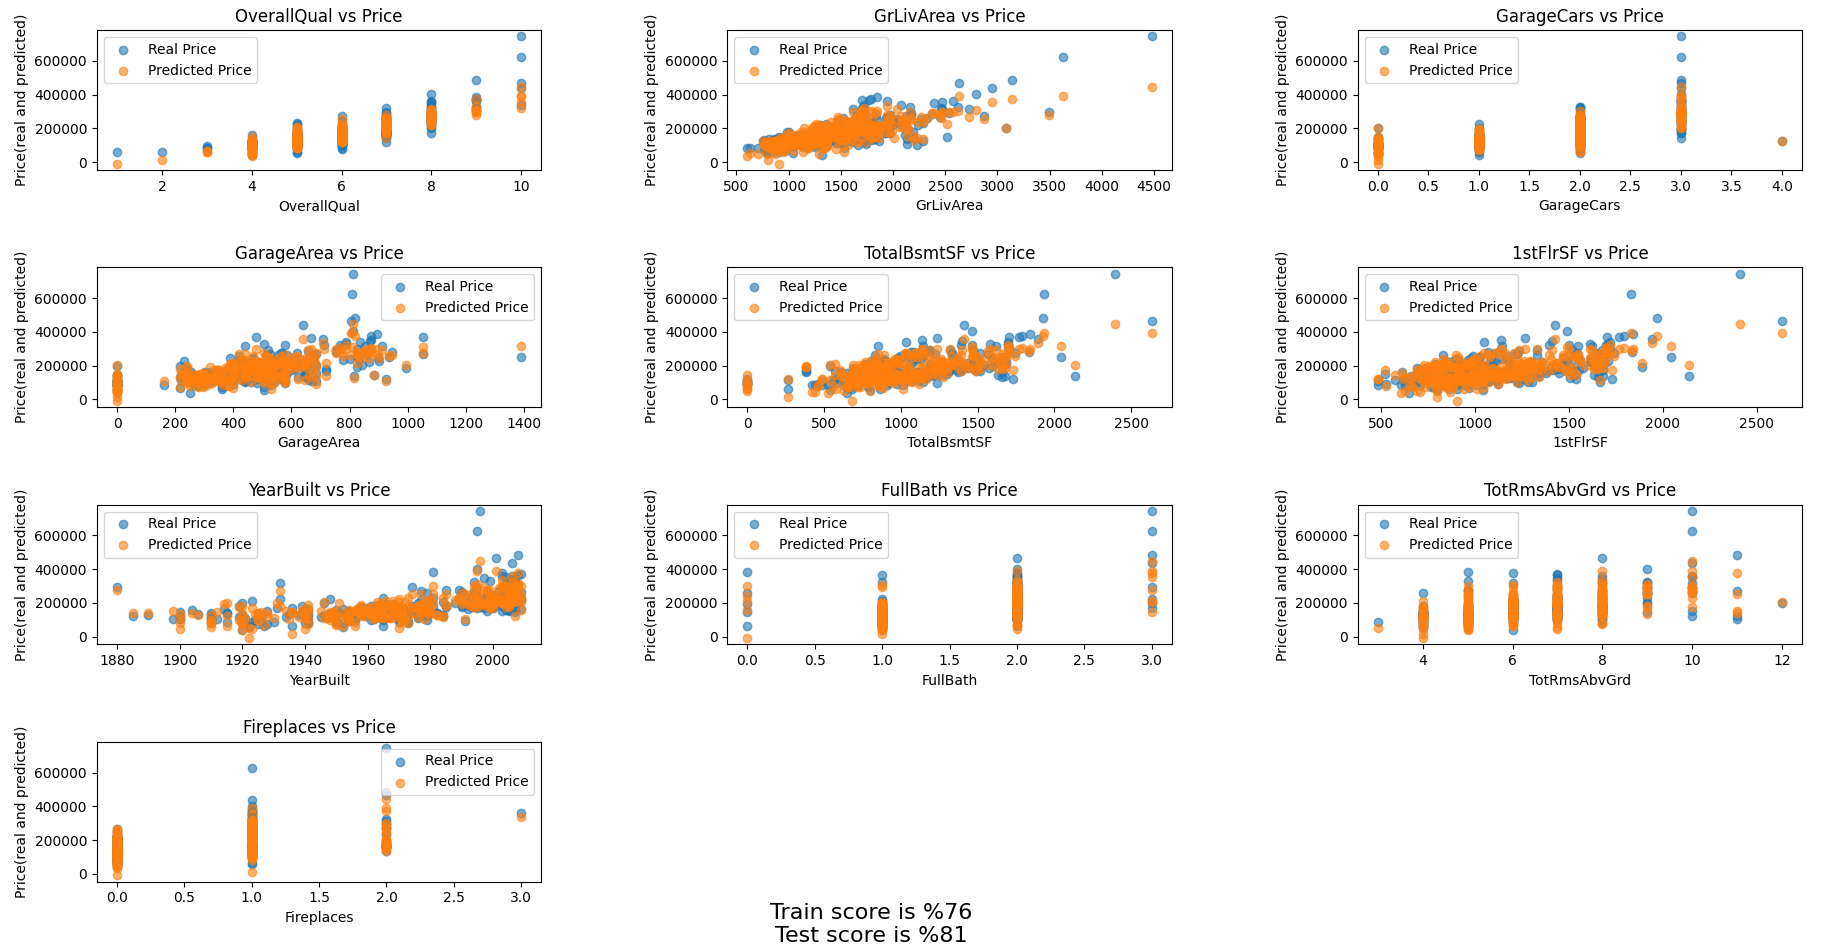 OverallQual vs Price
Price(real and predicted)
600000
400000
200000
0
Real Price
Predicted Price
2 4 6 8 10
OverallQual
GrLivArea vs Price
Price(real and predicted)
600000
400000
200000
0
Real Price
Predicted Price
500 1000 1500 2000 2500 3000 3500 4000 4500
GrLivArea
GarageCars vs Price
Price(real and predicted)
600000
400000
200000
0
Real Price
Predicted Price
0.0 0.5 1.0 1.5 2.0 2.5 3.0 3.5 4.0
GarageCars
GarageArea vs Price
Price(real and predicted)
600000
400000
200000
0
Real Price
Predicted Price
0 200 400 600 800 1000 1200 1400
GarageArea
TotalBsmtSF vs Price
Price(real and predicted)
600000
400000
200000
0
Real Price
Predicted Price
0 500 1000 1500 2000 2500
TotalBsmtSF
1stFlrSF vs Price
Price(real and predicted)
600000
400000
200000
0
Real Price
Predicted Price
500 1000 1500 2000 2500
1stFlrSF
YearBuilt vs Price
Price(real and predicted)
600000
400000
200000
0
Real Price
Predicted Price
1880 1900 1920 1940 1960 1980 2000
YearBuilt
FullBath vs Price
Price(real and predicted)
600000
400000
200000
0
Real Price
Predicted Price
0.0 0.5 1.0 1.5 2.0 2.5 3.0
FullBath
TotRmsAbvGrd vs Price
Price(real and predicted)
600000
400000
200000
0
Real Price
Predicted Price
4 6 8 10 12
TotRmsAbvGrd
Fireplaces vs Price
Price(real and predicted)
600000
400000
200000
0
Real Price
Predicted Price
0.0 0.5 1.0 1.5 2.0 2.5 3.0
Fireplaces
Train score is %76
Test score is %81